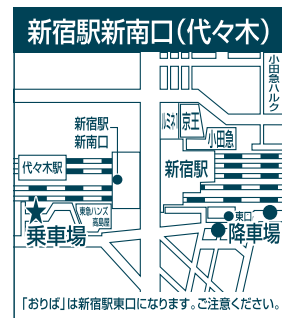 新宿駅新南口(代々木)
小田急ハルク
ルミネ1
京王
小田急
新宿駅
新南口
新宿駅
代々木駅
東急ハンズ
高島屋
東口
乗車場
降車場
「おりば」は新宿駅東口になります。ご注意ください。